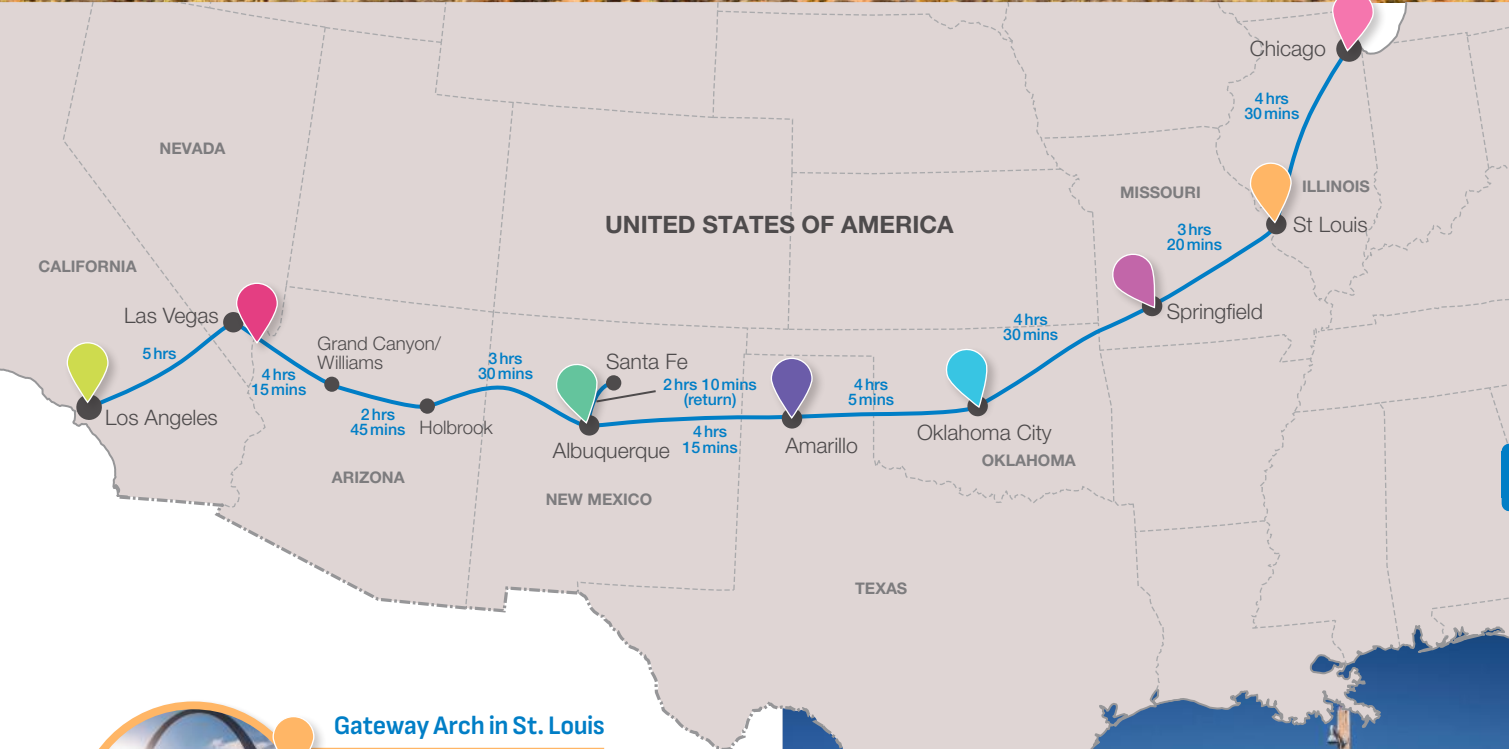 Chicago
4 hrs
30 mins
NEVADA
MISSOURI
ILLINOIS
UNITED STATES OF AMERICA
St Louis
3 hrs
20 mins
CALIFORNIA
Las Vegas
Springfield
4 hrs
30 mins
5 hrs
Grand Canyon/
Williams
3 hrs
30 mins
Santa Fe
4 hrs
15 mins
2 hrs 10 mins
(return)
4 hrs
5 mins
Los Angeles
2 hrs
45 mins
Holbrook
Albuquerque
4 hrs
15 mins
Amarillo
Oklahoma City
OKLAHOMA
ARIZONA
NEW MEXICO
TEXAS
Gateway Arch in St. Louis